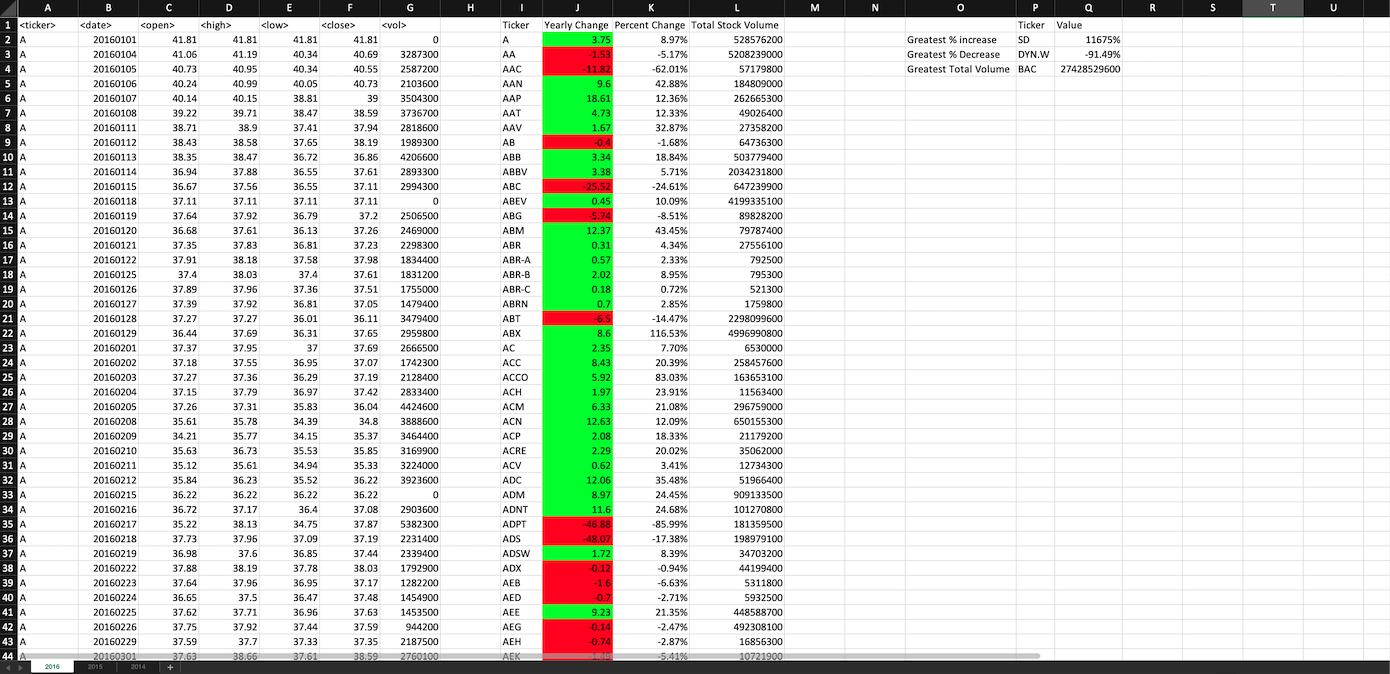 A B C D E F G H I J K L M N O P Q R S T U
1 <ticker> <date> <open> <high> <low> <close> <vol> Ticker Yearly Change Percent Change Total Stock Volume Ticker Value
2 A 20160101 41.81 41.81 41.81 41.81 0 A 3.75 8.97% 528576200 Greatest % increase SD 11675%
3 A 20160104 41.06 41.19 40.34 40.69 3287300 AA -1.53 -5.17% 5208239000 Greatest % Decrease DYN.W -91.49%
4 A 20160105 40.73 40.95 40.34 40.55 2587200 AAC -11.82 -62.01% 57179800 Greatest Total Volume BAC 27428529600
5 A 20160106 40.24 40.99 40.05 40.73 2103600 AAN 9.6 42.88% 184809000
6 A 20160107 40.14 40.15 38.81 39 3504300 AAP 18.61 12.36% 262665300
7 A 20160108 39.22 39.71 38.47 38.59 3736700 AAT 4.73 12.33% 49026400
8 A 20160111 38.71 38.9 37.41 37.94 2818600 AAV 1.67 32.87% 27358200
9 A 20160112 38.43 38.58 37.65 38.19 1989300 AB -0.4 -1.68% 64736300
10 A 20160113 38.35 38.47 36.72 36.86 4206600 ABB 3.34 18.84% 503779400
11 A 20160114 36.94 37.88 36.55 37.61 2893300 ABBV 3.38 5.71% 2034231800
12 A 20160115 36.67 37.56 36.55 37.11 2994300 ABC -25.52 -24.61% 647239900
13 A 20160118 37.11 37.11 37.11 37.11 0 ABEV 0.45 10.09% 4199335100
14 A 20160119 37.64 37.92 36.79 37.2 2506500 ABG -5.74 -8.51% 89828200
15 A 20160120 36.68 37.61 36.13 37.26 2469000 ABM 12.37 43.45% 79787400
16 A 20160121 37.35 37.83 36.81 37.23 2298300 ABR 0.31 4.34% 27556100
17 A 20160122 37.91 38.18 37.58 37.98 1834400 ABR-A 0.57 2.33% 792500
18 A 20160125 37.4 38.03 37.4 37.61 1831200 ABR-B 2.02 8.95% 795300
19 A 20160126 37.89 37.96 37.36 37.51 1755000 ABR-C 0.18 0.72% 521300
20 A 20160127 37.39 37.92 36.81 37.05 1479400 ABRN 0.7 2.85% 1759800
21 A 20160128 37.27 37.27 36.01 36.11 3479400 ABT -6.5 -14.47% 2298099600
22 A 20160129 36.44 37.69 36.31 37.65 2959800 ABX 8.6 116.53% 4996990800
23 A 20160201 37.37 37.95 37 37.69 2666500 AC 2.35 7.70% 6530000
24 A 20160202 37.18 37.55 36.95 37.07 1742300 ACC 8.43 20.39% 258457600
25 A 20160203 37.27 37.36 36.29 37.19 2128400 ACCO 5.92 83.03% 163653100
26 A 20160204 37.15 37.79 36.97 37.42 2833400 ACH 1.97 23.91% 11563400
27 A 20160205 37.26 37.31 35.83 36.04 4424600 ACM 6.33 21.08% 296759000
28 A 20160208 35.61 35.78 34.39 34.8 3888600 ACN 12.63 12.09% 650155300
29 A 20160209 34.21 35.77 34.15 35.37 3464400 ACP 2.08 18.33% 21179200
30 A 20160210 35.63 36.73 35.53 35.85 3169900 ACRE 2.29 20.02% 35062000
31 A 20160211 35.12 35.61 34.94 35.33 3224000 ACV 0.62 3.41% 12734300
32 A 20160212 35.84 36.23 35.52 36.22 3923600 ADC 12.06 35.48% 51966400
33 A 20160215 36.22 36.22 36.22 36.22 0 ADM 8.97 24.45% 909133500
34 A 20160216 36.72 37.17 36.4 37.08 2903600 ADNT 11.6 24.68% 101270800
35 A 20160217 35.22 38.13 34.75 37.87 5382300 ADPT -46.88 -85.99% 181359500
36 A 20160218 37.73 37.96 37.09 37.19 2231400 ADS -48.07 -17.38% 198979100
37 A 20160219 36.98 37.6 36.85 37.44 2339400 ADSW 1.72 8.39% 34703200
38 A 20160222 37.88 38.19 37.78 38.03 1792900 ADX -0.12 -0.94% 44199400
39 A 20160223 37.64 37.96 36.95 37.17 1282200 AEB -1.6 -6.63% 5311800
40 A 20160224 36.65 37.5 36.47 37.48 1454900 AED -0.7 -2.71% 5932500
41 A 20160225 37.62 37.71 36.96 37.63 1453500 AEE 9.23 21.35% 448588700
42 A 20160226 37.75 37.92 37.44 37.59 944200 AEG -0.14 -2.47% 492308100
43 A 20160229 37.59 37.7 37.33 37.35 2187500 AEH -0.74 -2.87% 16856300
44 A 20160301 37.63 38.66 37.61 38.59 2760100 AEK -1.49 -5.41% 10721900
2016 2015 2014 +